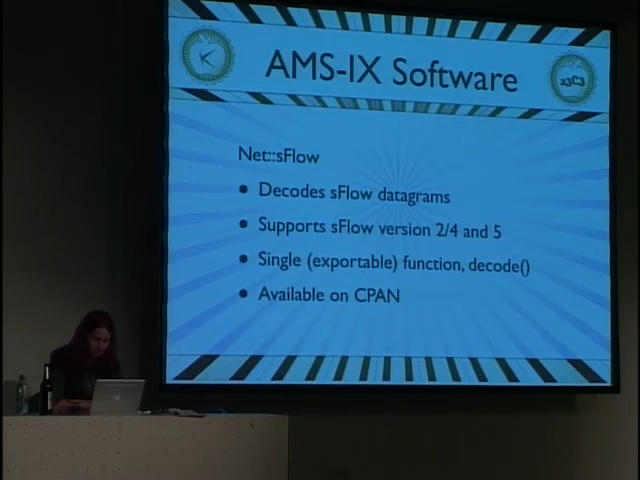 AMS-IX Software
23C3
Net::sFlow
• Decodes sFlow datagrams
• Supports sFlow version 2/4 and 5
• Single (exportable) function, decode()
• Available on CPAN